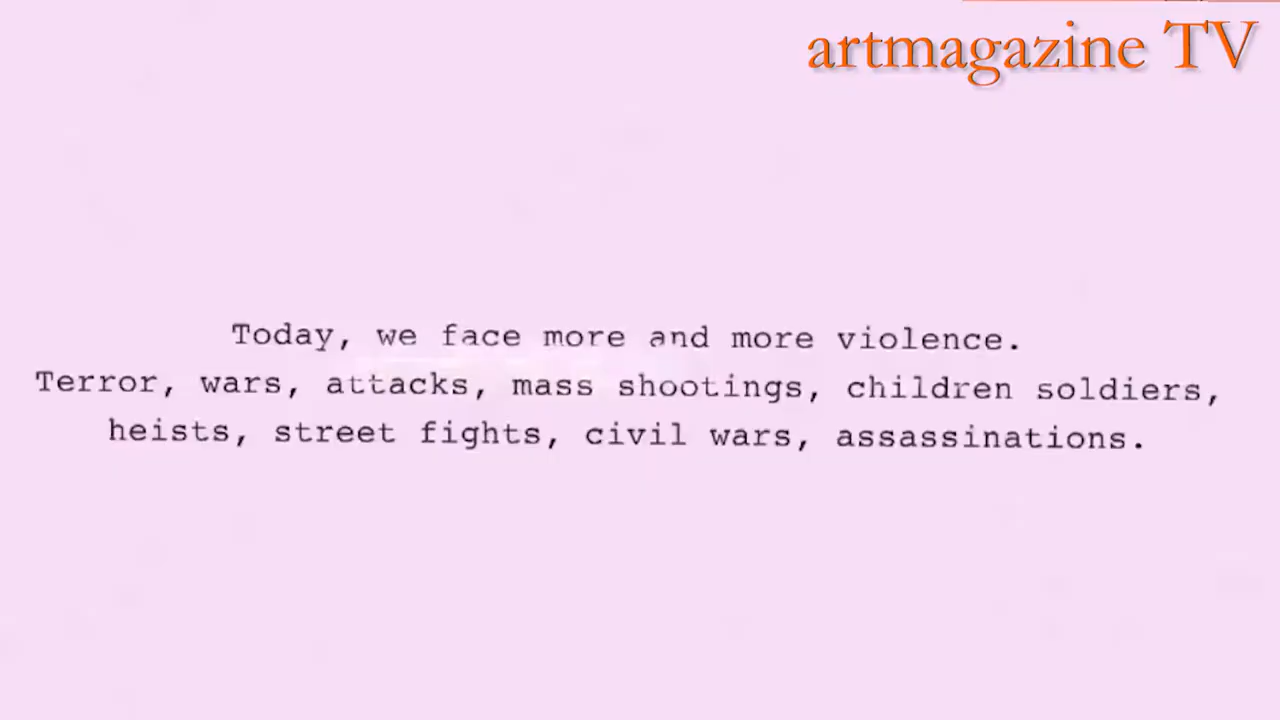 artmagazine TV
Today, we face more and more violence.
Terror, wars, attacks, mass shootings, children soldiers,
heists, street fights, civil wars, assassinations.